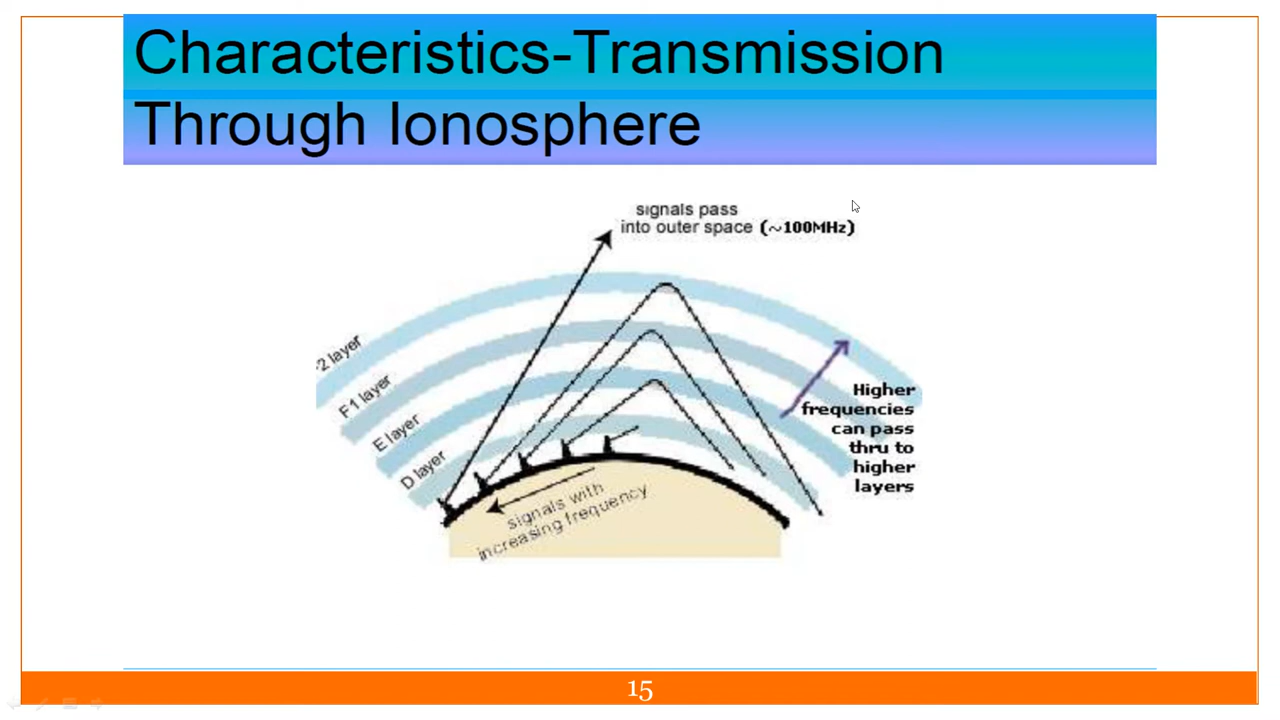 Characteristics-Transmission
Through Ionosphere
signals pass
into outer space (~100MHz)
2 layer
F1 layer
E layer
D layer
Higher
frequencies
can pass
thru to
higher
layers
signals with
increasing frequency
15